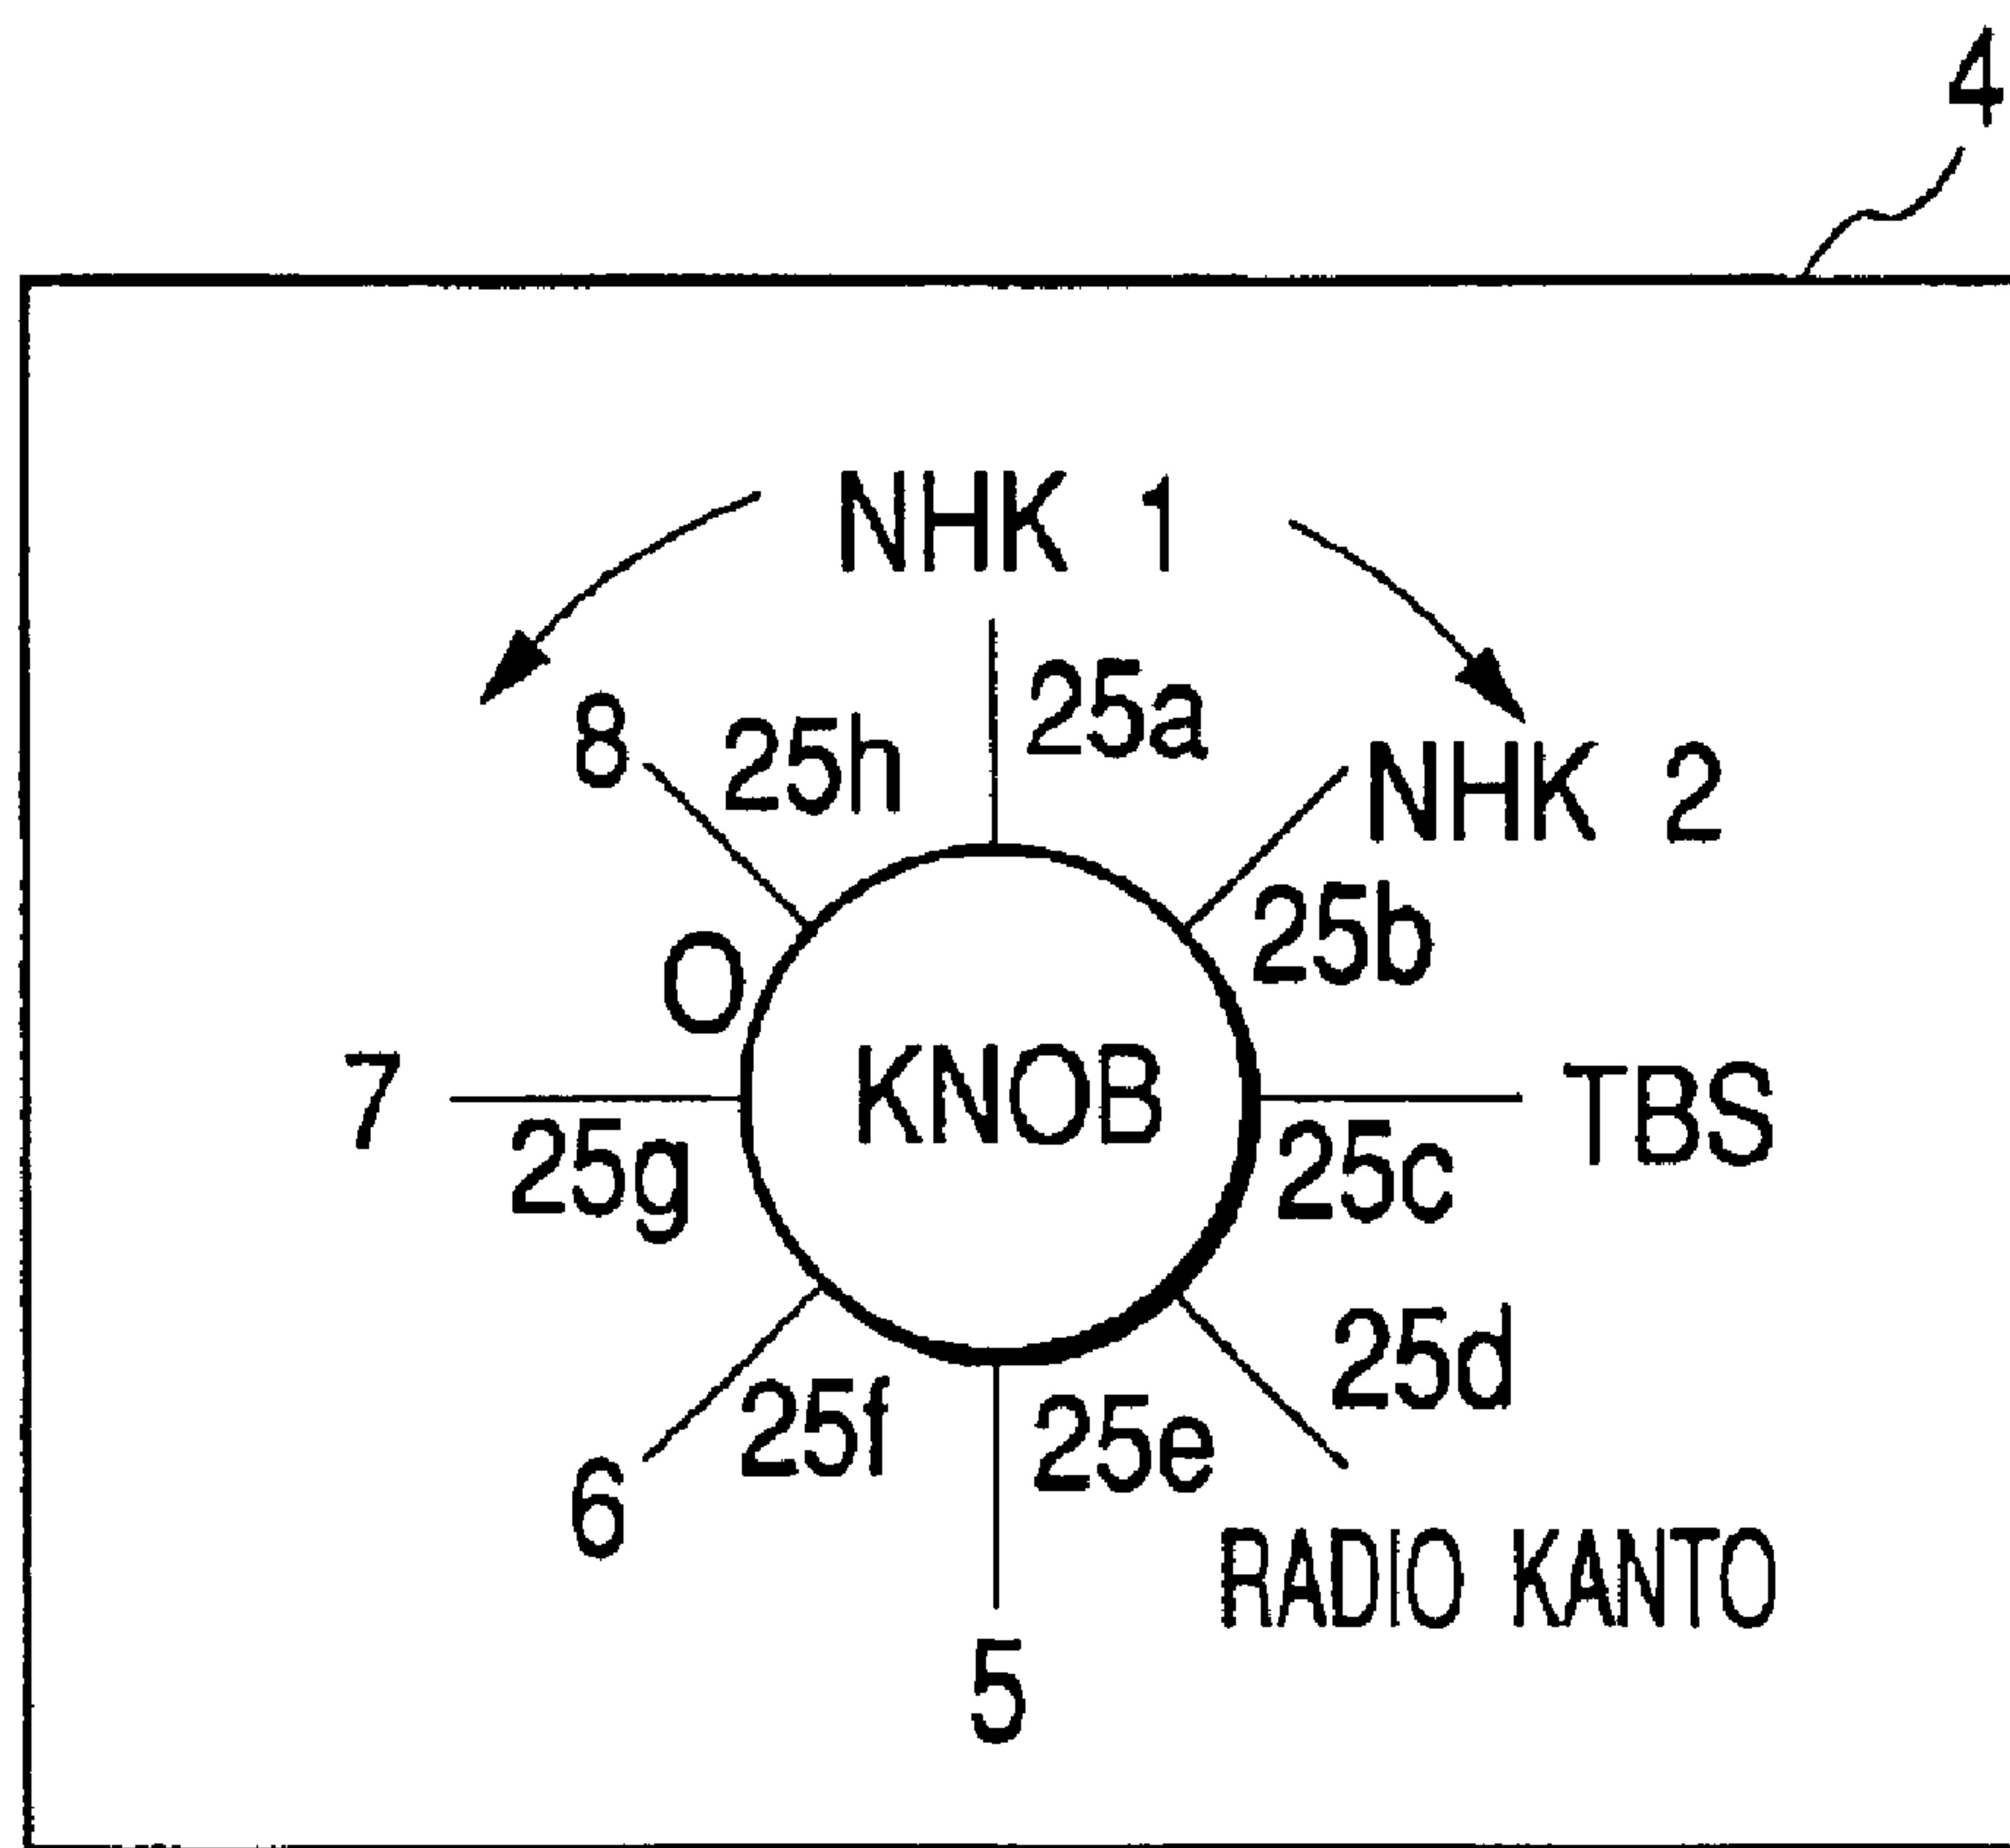 4
NHK 1
25a
8
25h
NHK 2
25b
O
KNOB
7
TBS
25g
25c
25d
25f
25e
6
RADIO KANTO
5